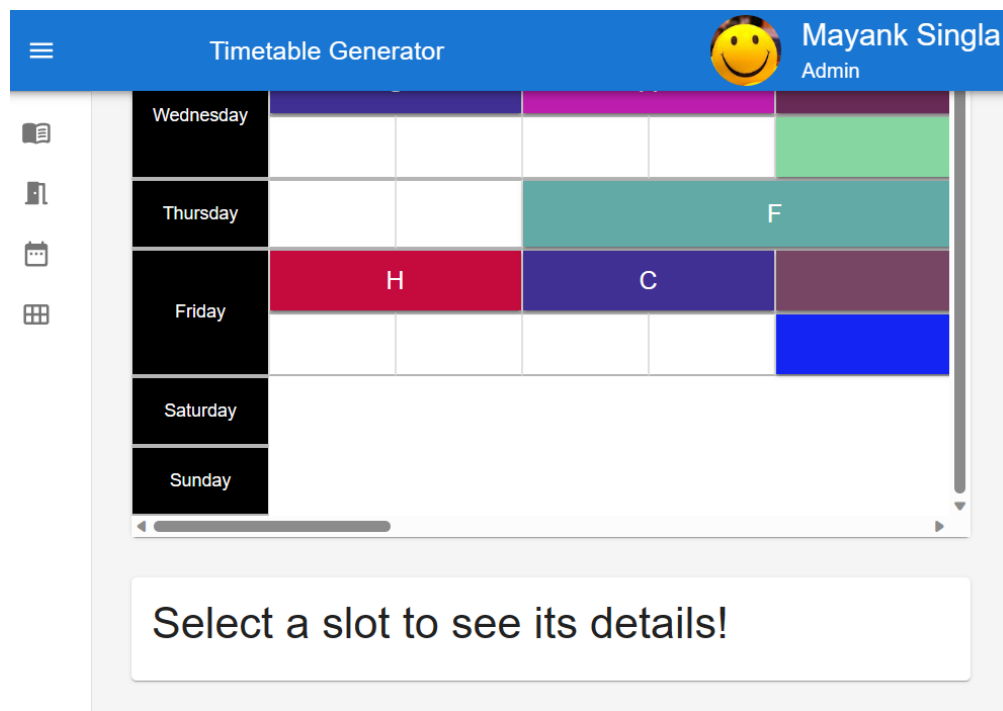 Timetable Generator
Mayank Singla
Admin
Wednesday
Thursday
F
Friday
H
C
Saturday
Sunday
Select a slot to see its details!